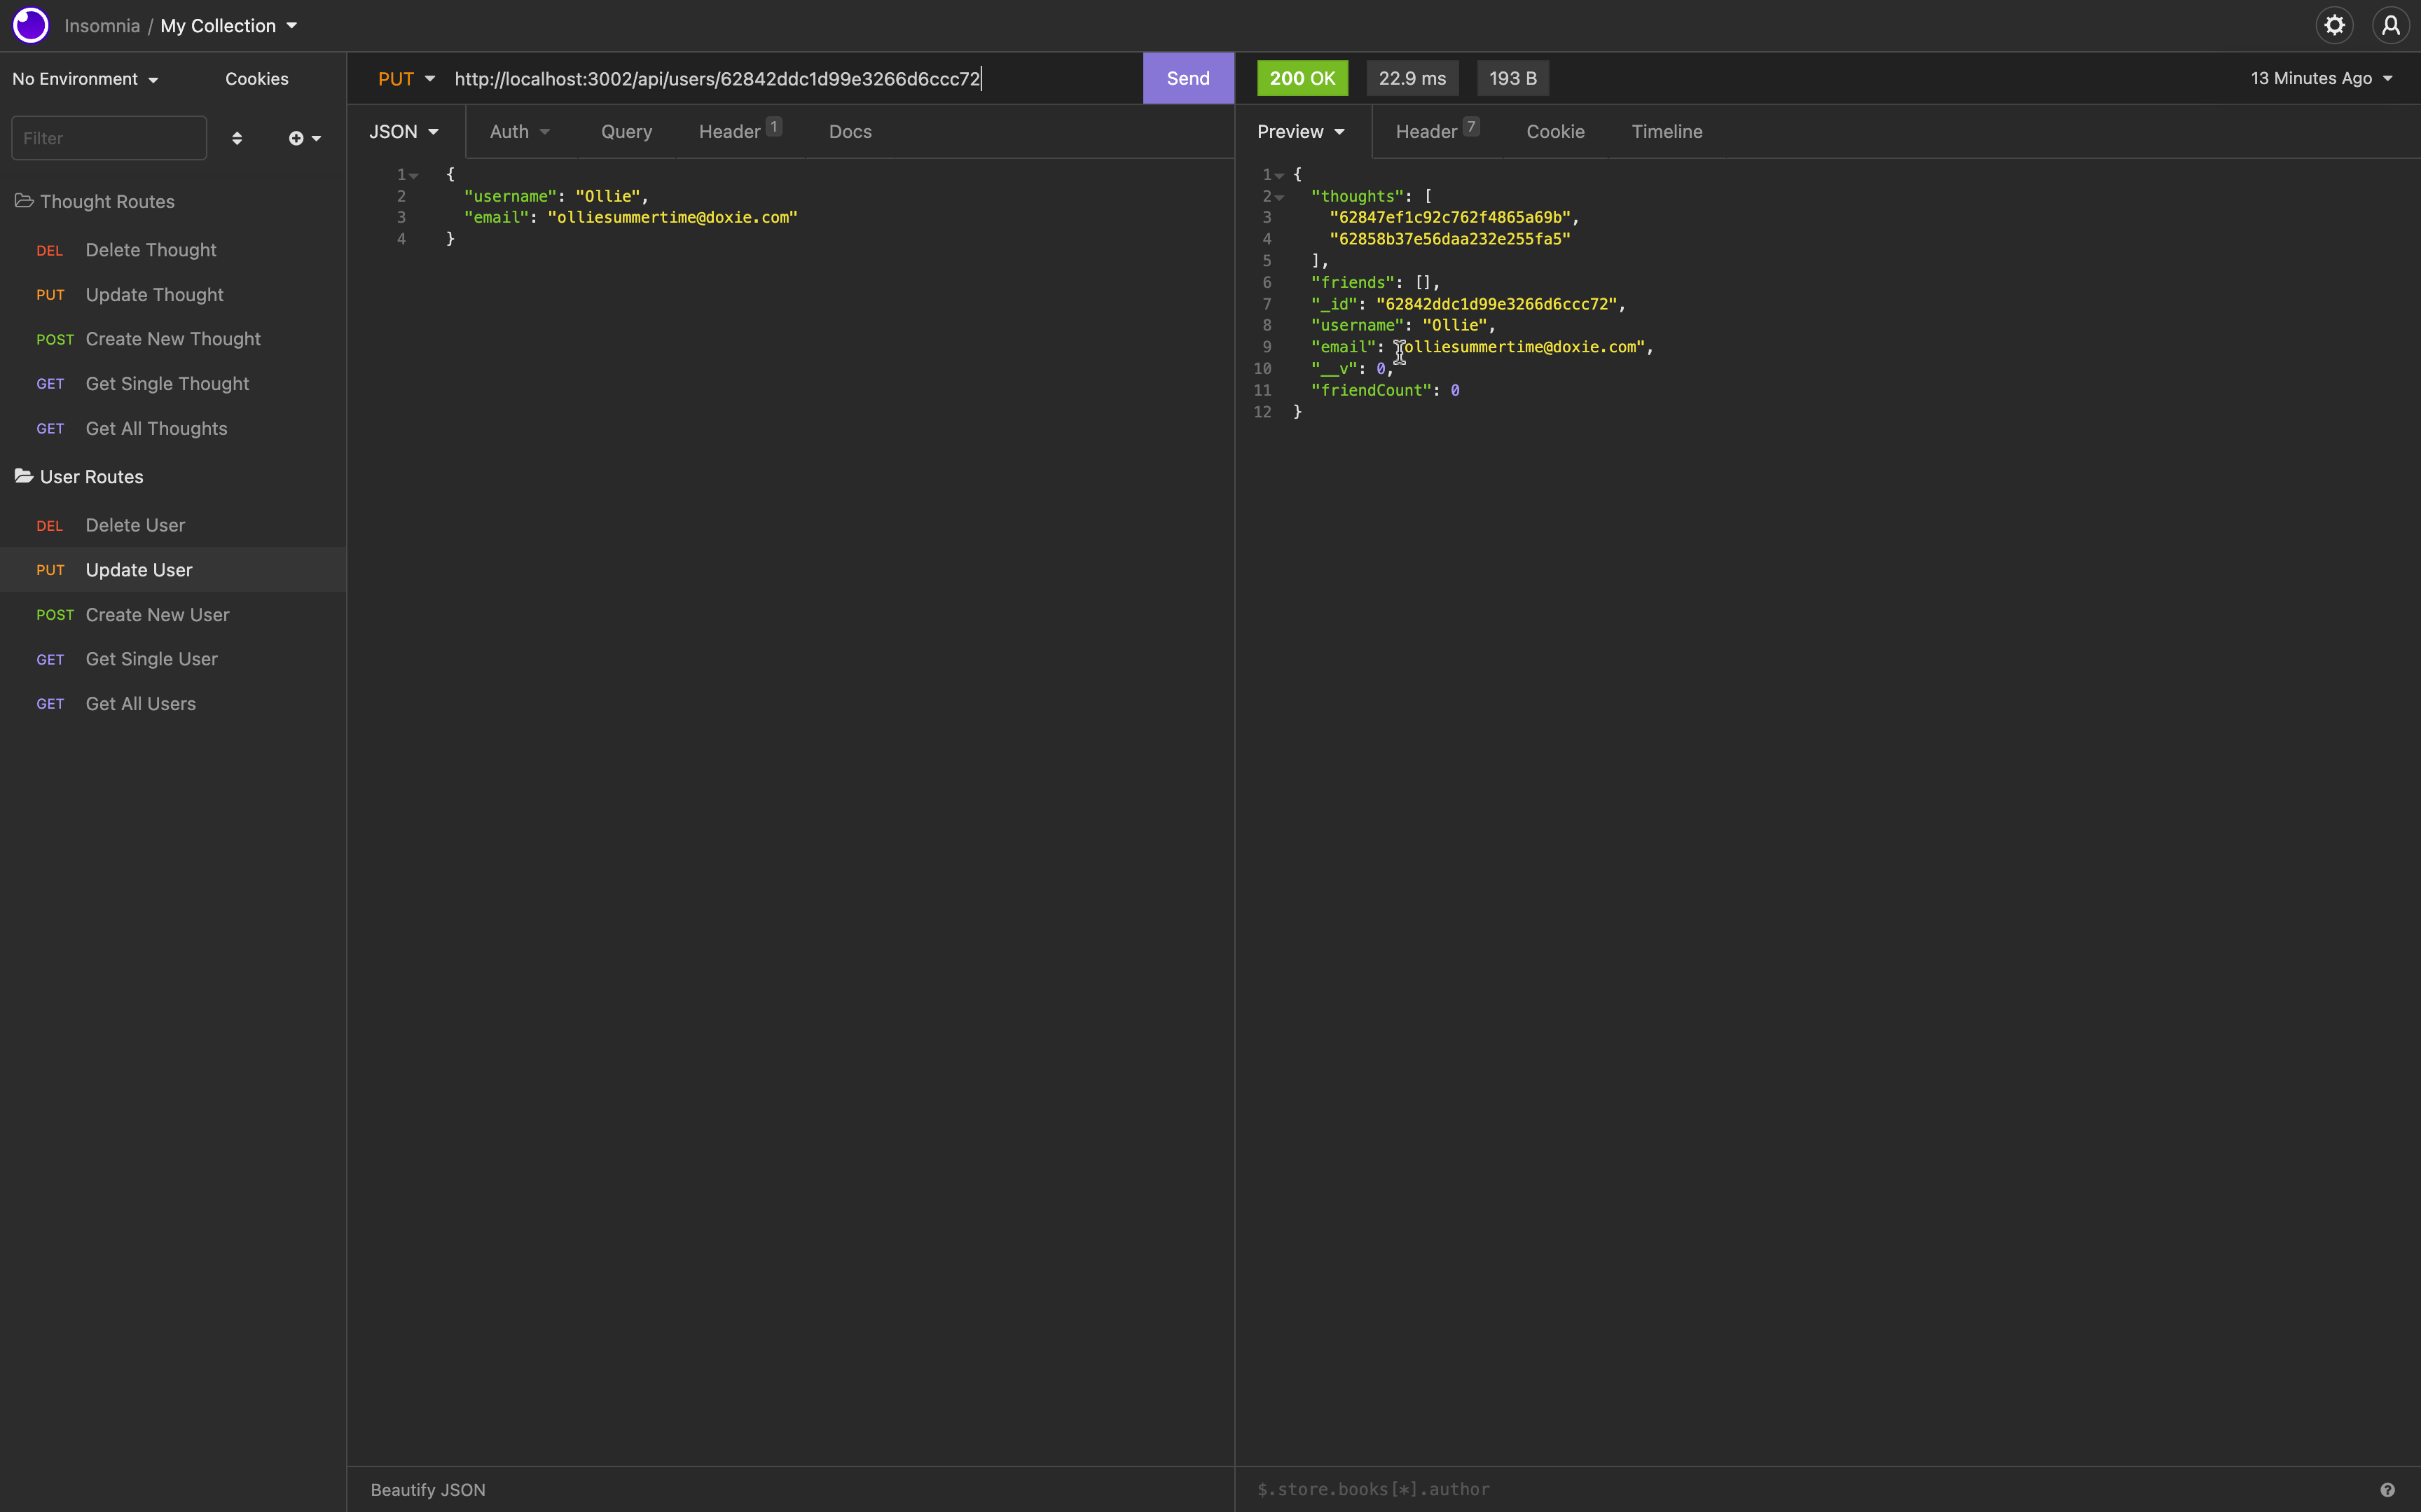 Insomnia / My Collection
No Environment
Cookies
Filter
Thought Routes
DEL Delete Thought
PUT Update Thought
POST Create New Thought
GET Get Single Thought
GET Get All Thoughts
User Routes
DEL Delete User
PUT Update User
POST Create New User
GET Get Single User
GET Get All Users
PUT http://localhost:3002/api/users/62842ddc1d99e3266d6ccc72
Send
JSON Auth Query Header 1 Docs
1 {
2 "username": "Ollie",
3 "email": "olliesummertime@doxie.com"
4 }
Beautify JSON
200 OK 22.9 ms 193 B 13 Minutes Ago
Preview Header 7 Cookie Timeline
1 {
2 "thoughts": [
3 "62847ef1c92c762f4865a69b",
4 "62858b37e56daa232e255fa5"
5 ],
6 "friends": [],
7 "_id": "62842ddc1d99e3266d6ccc72",
8 "username": "Ollie",
9 "email": "olliesummertime@doxie.com",
10 "__v": 0,
11 "friendCount": 0
12 }
$.store.books[*].author
?